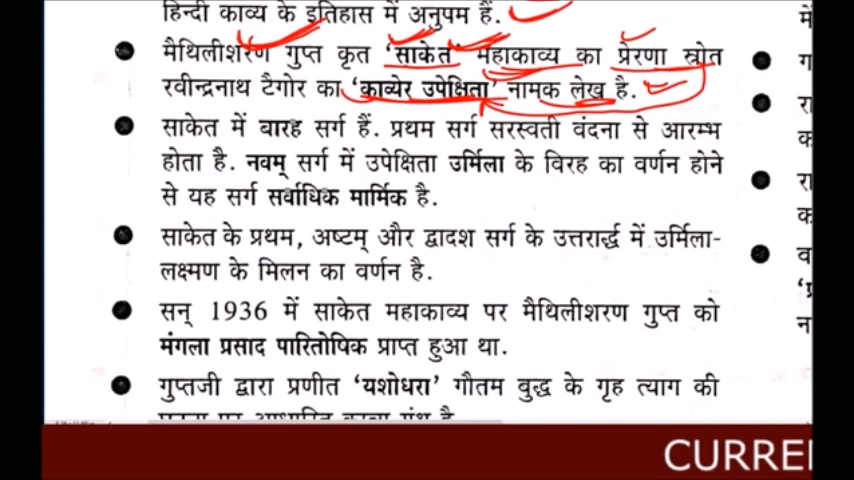 हिन्दी काव्य के इतिहास में अनुपम हैं.
मैथिलीशरण गुप्त कृत 'साकेत' महाकाव्य का प्रेरणा स्रोत
रवीन्द्रनाथ टैगोर का 'काव्येर उपेक्षिता' नामक लेख है.
साकेत में बारह सर्ग हैं. प्रथम सर्ग सरस्वती वंदना से आरम्भ
होता है. नवम् सर्ग में उपेक्षिता उर्मिला के विरह का वर्णन होने
से यह सर्ग सर्वाधिक मार्मिक है.
साकेत के प्रथम, अष्टम् और द्वादश सर्ग के उत्तरार्द्ध में उर्मिला-
लक्ष्मण के मिलन का वर्णन है.
सन् 1936 में साकेत महाकाव्य पर मैथिलीशरण गुप्त को
मंगला प्रसाद पारितोषिक प्राप्त हुआ था.
गुप्तजी द्वारा प्रणीत 'यशोधरा' गौतम बुद्ध के गृह त्याग की
पर आधारित काव्य ग्रंथ है
CURRE